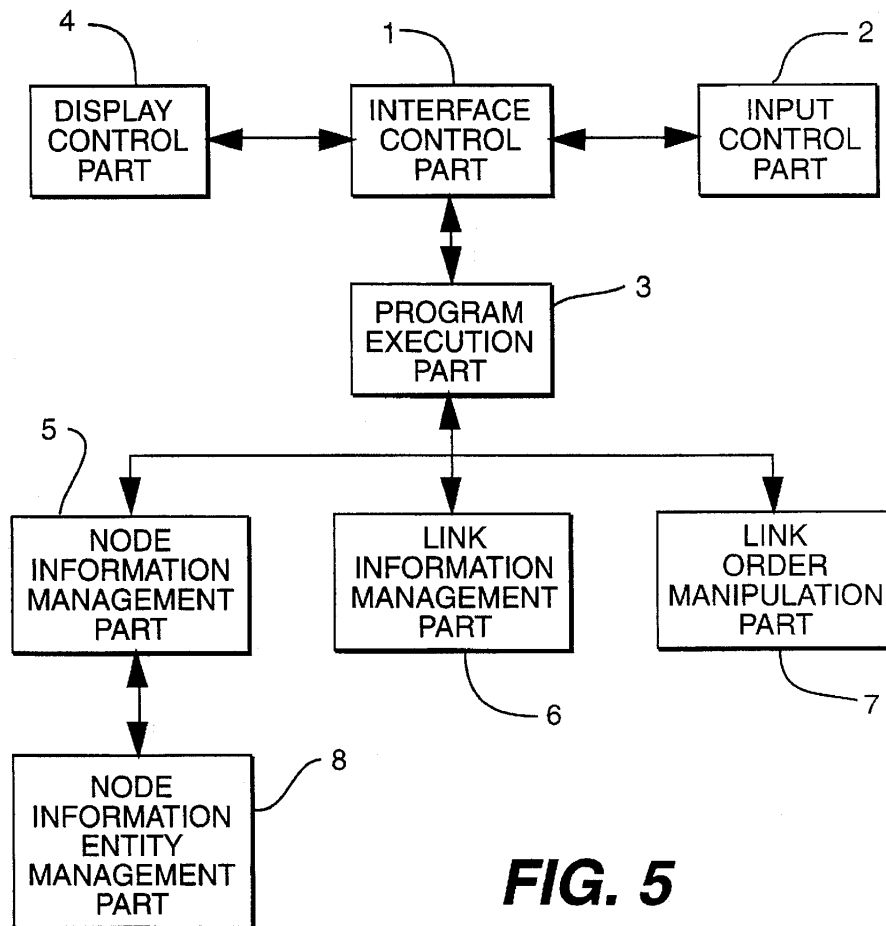 4
1
2
DISPLAY
CONTROL
PART
INTERFACE
CONTROL
PART
INPUT
CONTROL
PART
3
PROGRAM
EXECUTION
PART
5
NODE
INFORMATION
MANAGEMENT
PART
LINK
INFORMATION
MANAGEMENT
PART
LINK
ORDER
MANIPULATION
PART
6
7
8
NODE
INFORMATION
ENTITY
MANAGEMENT
PART
FIG. 5